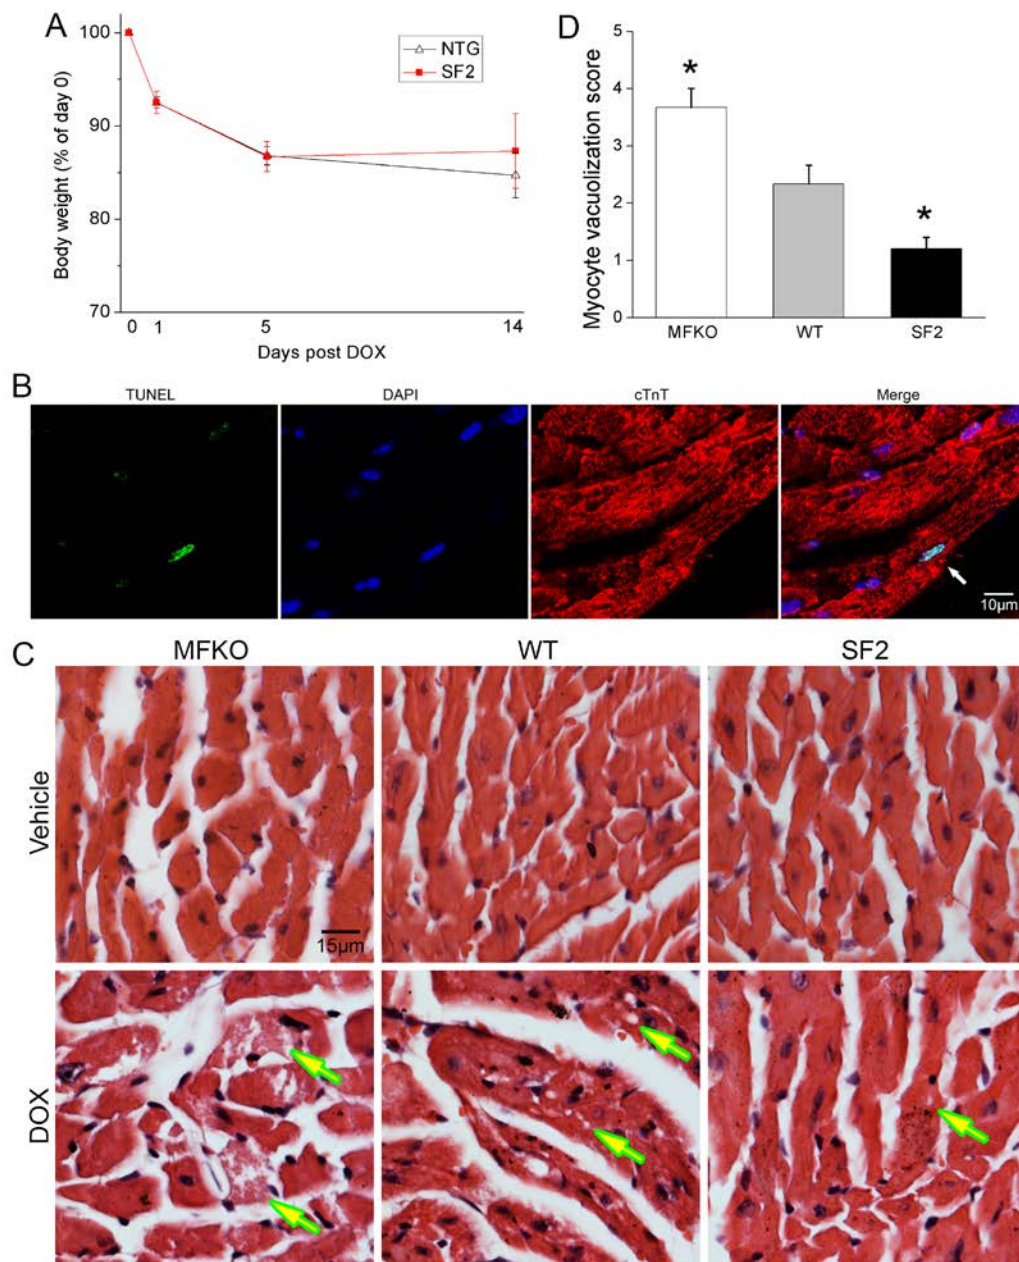 A
100
90
80
70
Body weight (% of day 0)
NTG
SF2
0 1 5 14
Days post DOX
D
Myocyte vacuolization score
5
4
3
2
1
0
*
*
MFKO WT SF2
B
TUNEL DAPI cTnT Merge
10µm
C
MFKO WT SF2
Vehicle
15µm
DOX